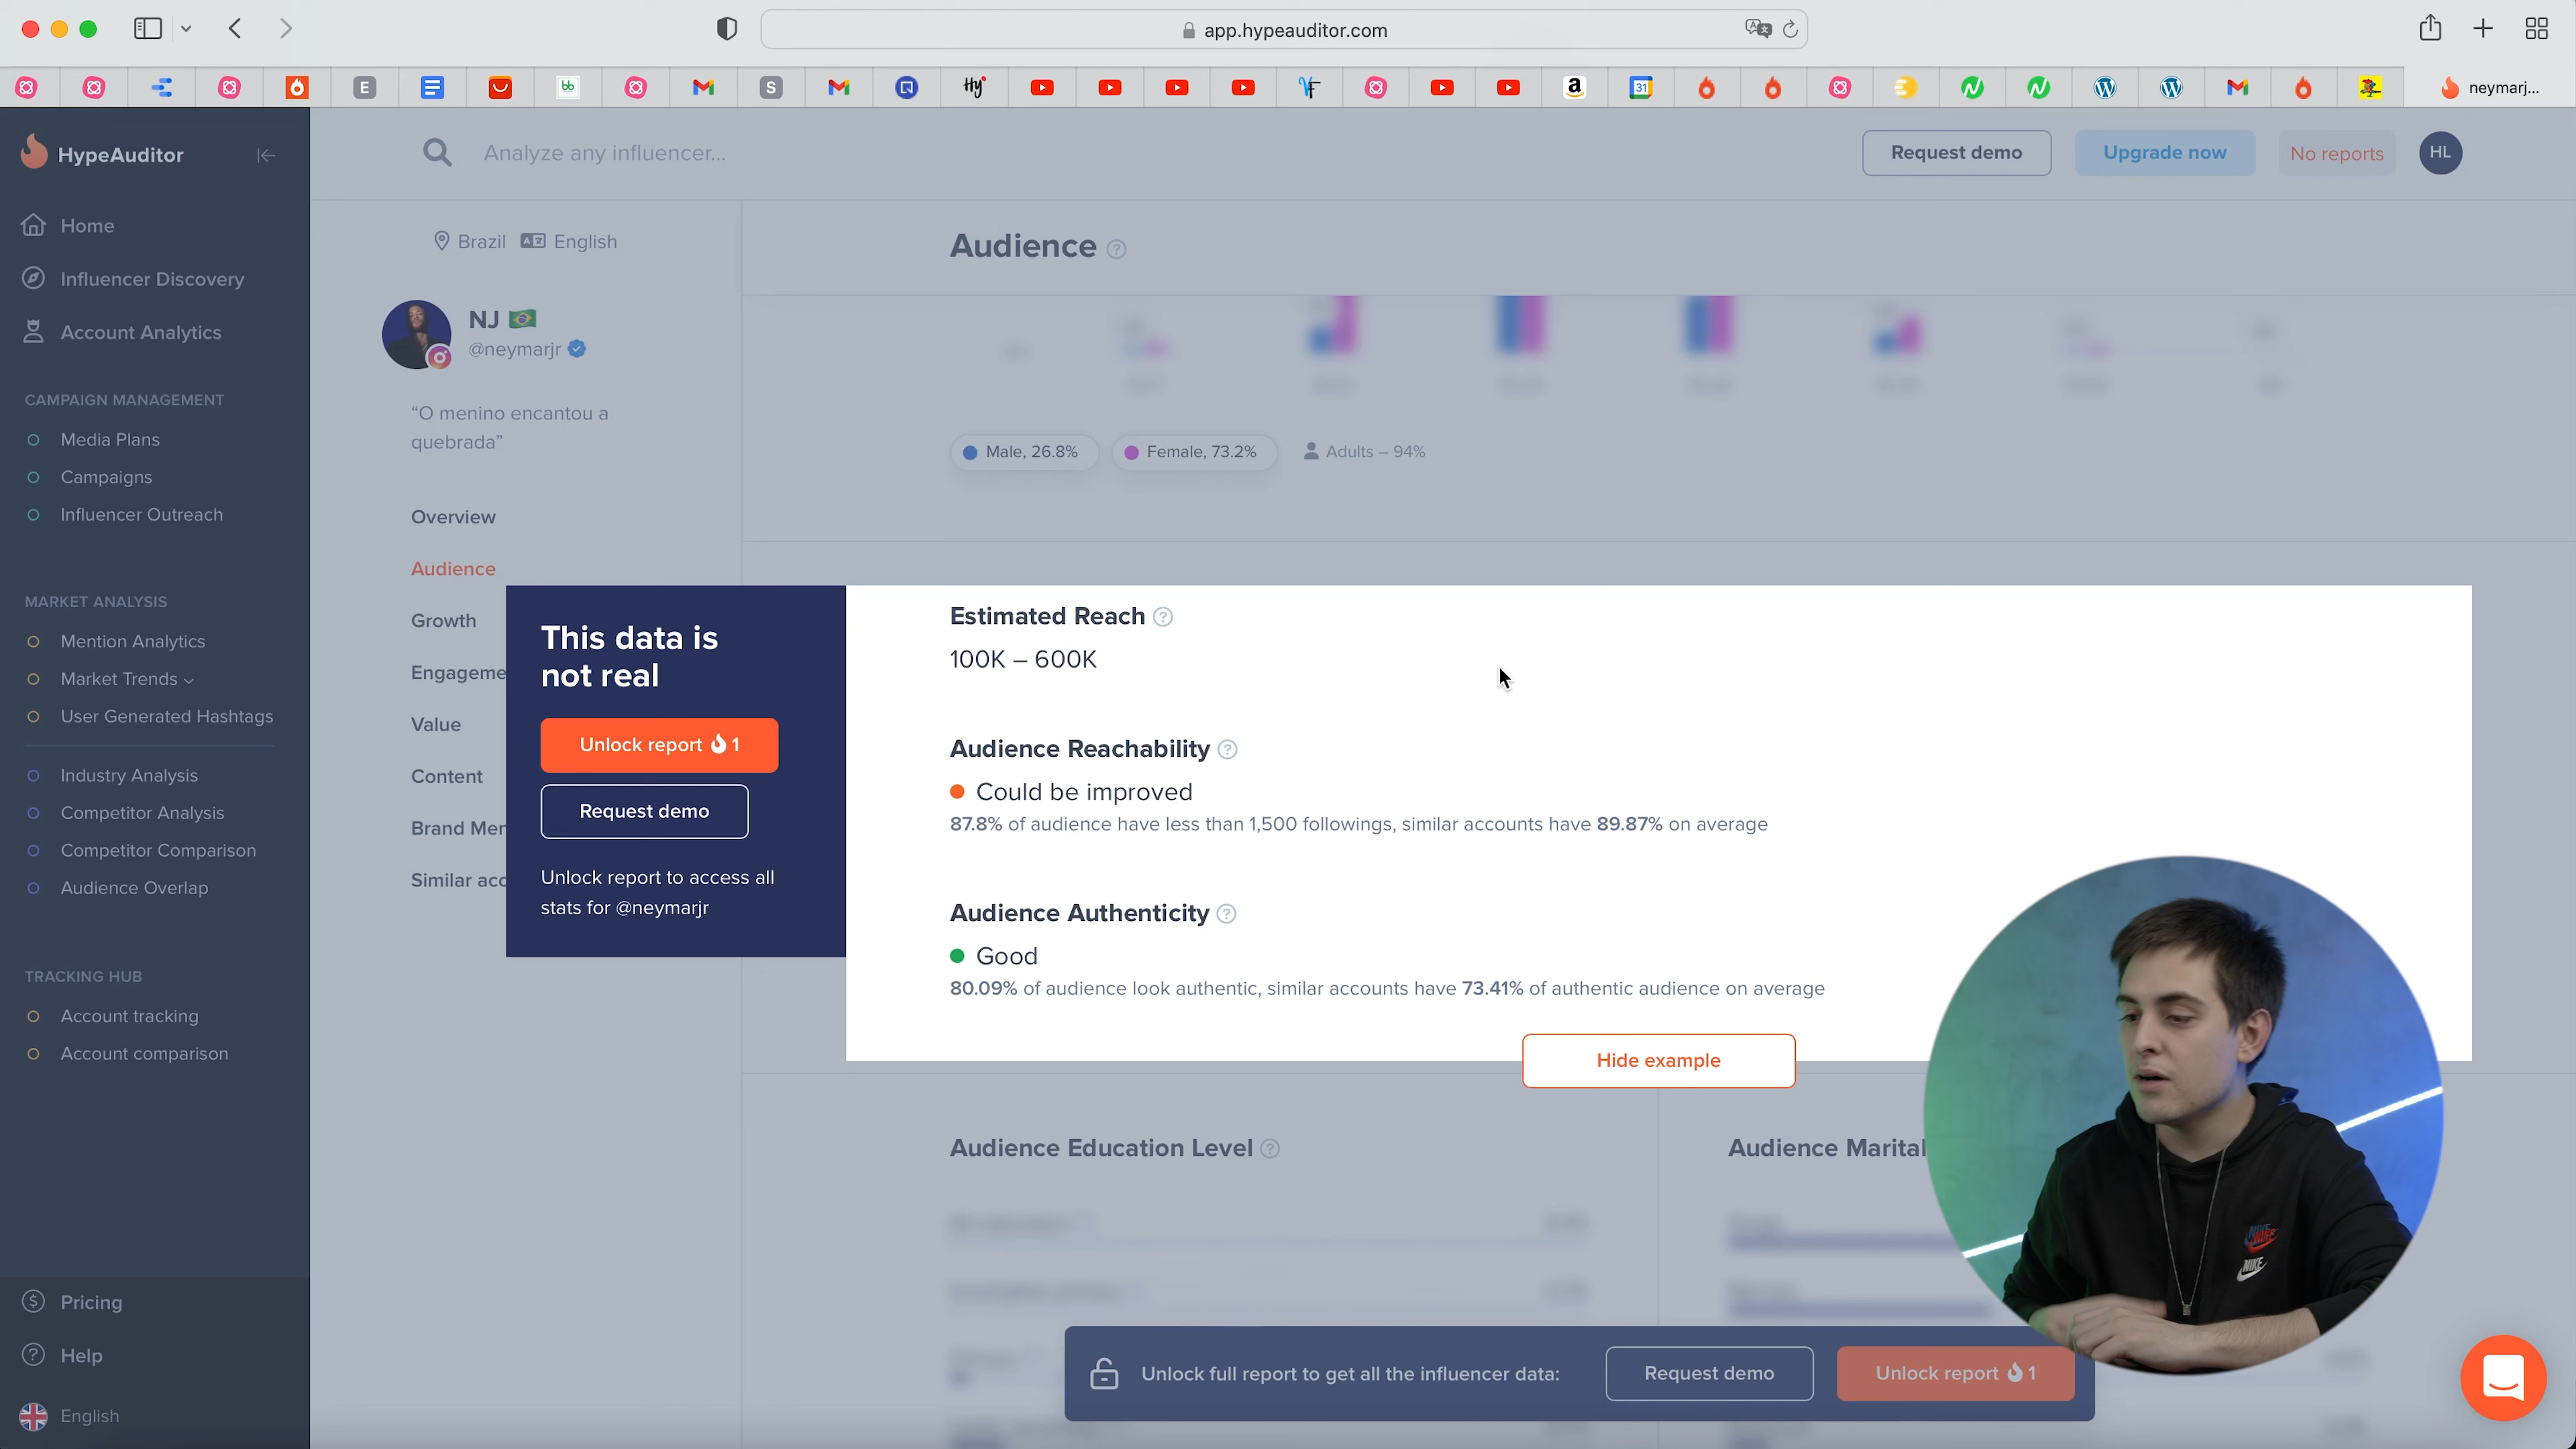 app.hypeauditor.com
neymarj...
HypeAuditor
Analyze any influencer...
Request demo
Upgrade now
No reports
HL
Home
Influencer Discovery
Account Analytics
CAMPAIGN MANAGEMENT
Media Plans
Campaigns
Influencer Outreach
MARKET ANALYSIS
Mention Analytics
Market Trends
User Generated Hashtags
Industry Analysis
Competitor Analysis
Competitor Comparison
Audience Overlap
TRACKING HUB
Account tracking
Account comparison
Pricing
Help
English
Brazil
English
NJ
@neymarjr
“O menino encantou a
quebrada”
Overview
Audience
Growth
Engageme
Value
Content
Brand Mer
Similar acc
This data is
not real
Unlock report 1
Request demo
Unlock report to access all
stats for @neymarjr
Audience
Male, 26.8%
Female, 73.2%
Adults – 94%
Estimated Reach
100K – 600K
Audience Reachability
Could be improved
87.8% of audience have less than 1,500 followings, similar accounts have 89.87% on average
Audience Authenticity
Good
80.09% of audience look authentic, similar accounts have 73.41% of authentic audience on average
Hide example
Audience Education Level
Audience Marital
Unlock full report to get all the influencer data:
Request demo
Unlock report 1
NIKE